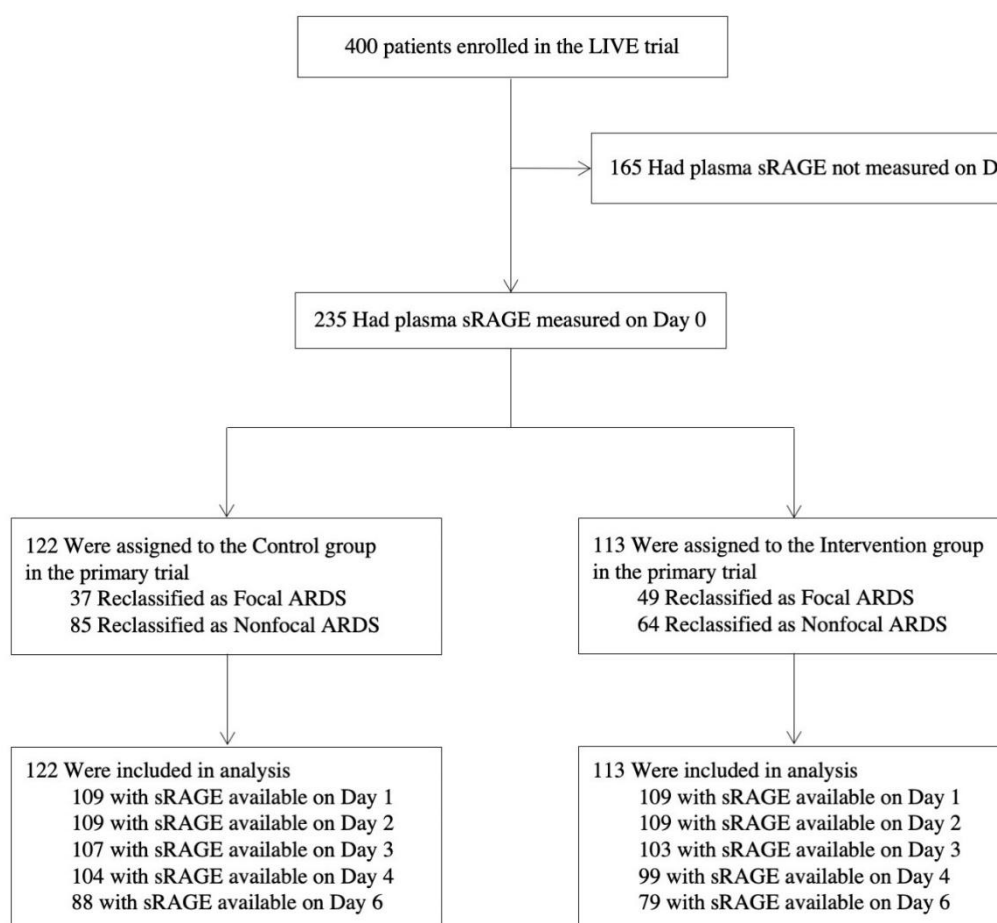 400 patients enrolled in the LIVE trial
165 Had plasma sRAGE not measured on D
235 Had plasma sRAGE measured on Day 0
122 Were assigned to the Control group
in the primary trial
37 Reclassified as Focal ARDS
85 Reclassified as Nonfocal ARDS
113 Were assigned to the Intervention group
in the primary trial
49 Reclassified as Focal ARDS
64 Reclassified as Nonfocal ARDS
122 Were included in analysis
109 with sRAGE available on Day 1
109 with sRAGE available on Day 2
107 with sRAGE available on Day 3
104 with sRAGE available on Day 4
88 with sRAGE available on Day 6
113 Were included in analysis
109 with sRAGE available on Day 1
109 with sRAGE available on Day 2
103 with sRAGE available on Day 3
99 with sRAGE available on Day 4
79 with sRAGE available on Day 6